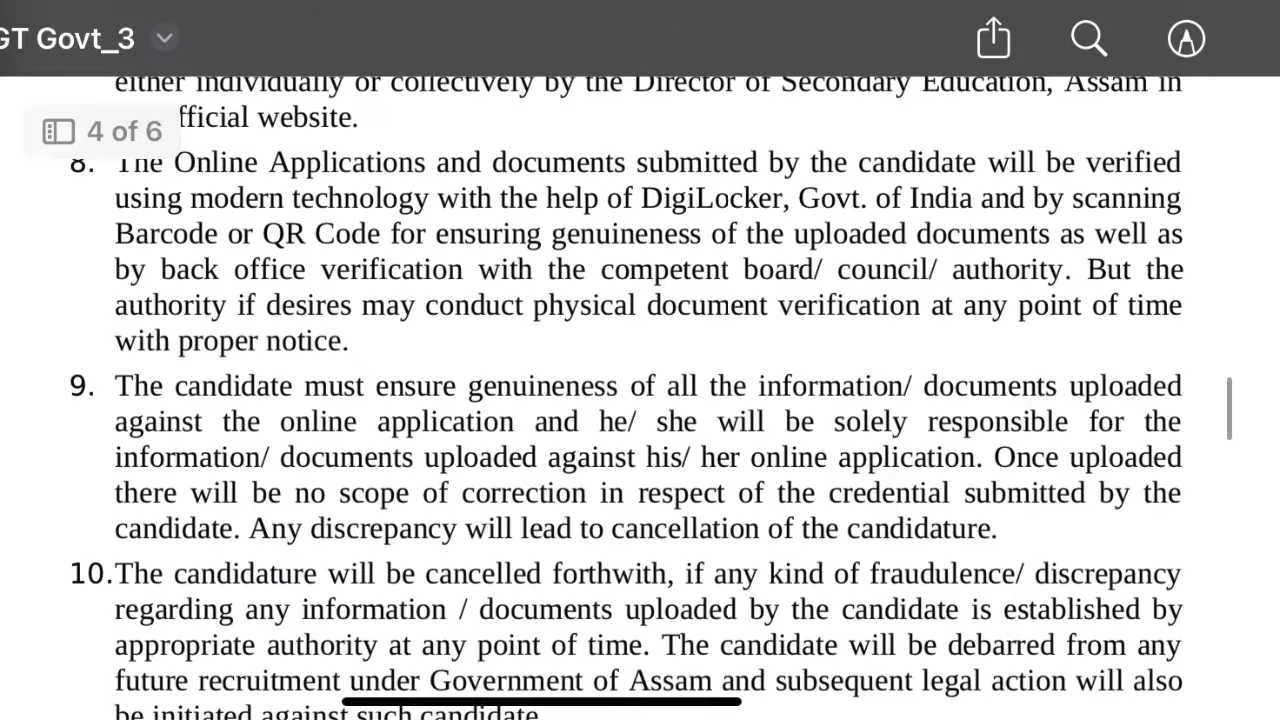 GT Govt_3
either individually or collectively by the Director of Secondary Education, Assam in
fficial website.
4 of 6
8. The Online Applications and documents submitted by the candidate will be verified
using modern technology with the help of DigiLocker, Govt. of India and by scanning
Barcode or QR Code for ensuring genuineness of the uploaded documents as well as
by back office verification with the competent board/ council/ authority. But the
authority if desires may conduct physical document verification at any point of time
with proper notice.
9. The candidate must ensure genuineness of all the information/ documents uploaded
against the online application and he/ she will be solely responsible for the
information/ documents uploaded against his/ her online application. Once uploaded
there will be no scope of correction in respect of the credential submitted by the
candidate. Any discrepancy will lead to cancellation of the candidature.
10.The candidature will be cancelled forthwith, if any kind of fraudulence/ discrepancy
regarding any information / documents uploaded by the candidate is established by
appropriate authority at any point of time. The candidate will be debarred from any
future recruitment under Government of Assam and subsequent legal action will also
be initiated against such candidate